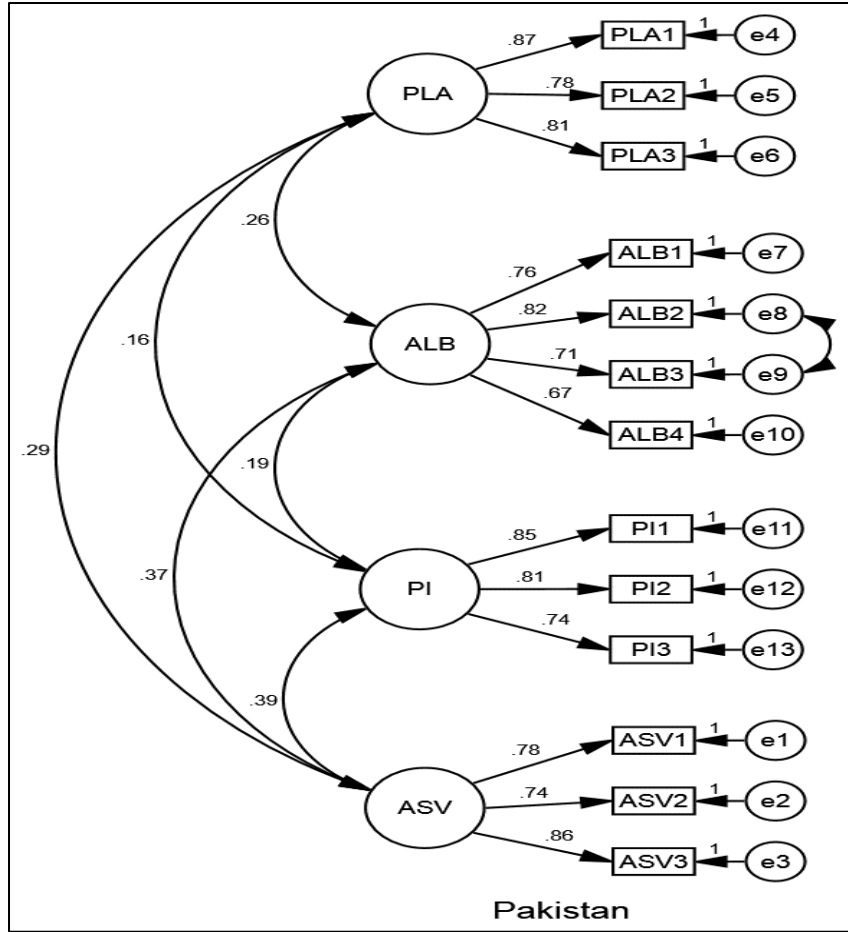 .87 PLA1 1 e4
PLA .78 PLA2 1 e5
.81 PLA3 1 e6
.26
.76 ALB1 1 e7
.82 ALB2 1 e8
.16 ALB .71 ALB3 1 e9
.67 ALB4 1 e10
.29 .19
.85 PI1 1 e11
.37 PI .81 PI2 1 e12
.74 PI3 1 e13
.39
.78 ASV1 1 e1
ASV .74 ASV2 1 e2
.86 ASV3 1 e3
Pakistan